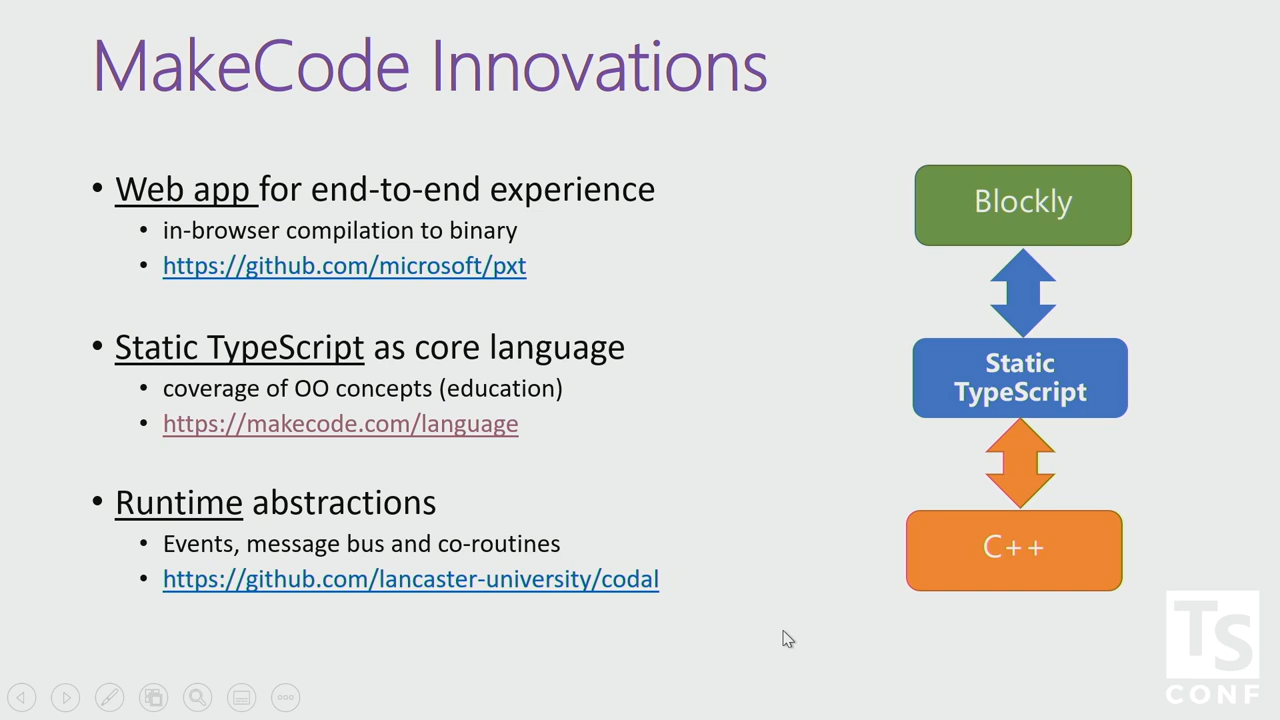 MakeCode Innovations
• Web app for end-to-end experience
• in-browser compilation to binary
• https://github.com/microsoft/pxt
• Static TypeScript as core language
• coverage of OO concepts (education)
• https://makecode.com/language
• Runtime abstractions
• Events, message bus and co-routines
• https://github.com/lancaster-university/codal
Blockly
Static
TypeScript
C++
TS
CONF